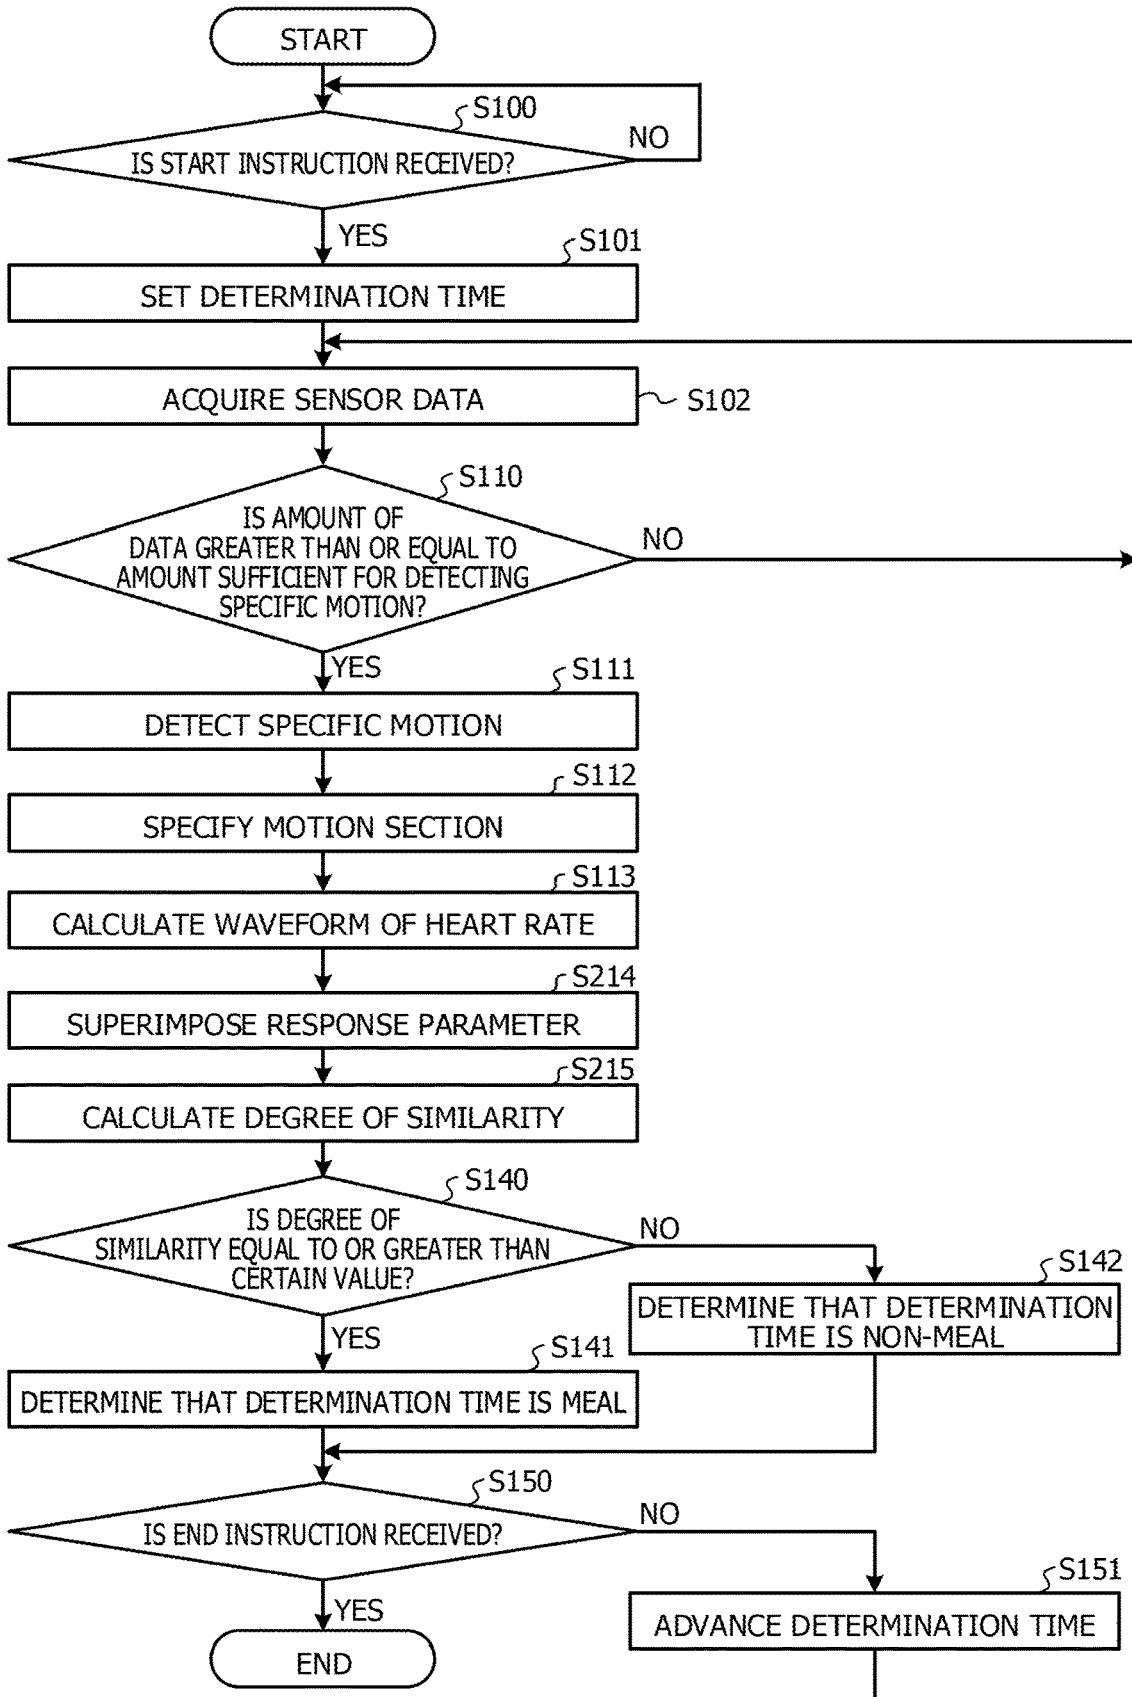 START
S100
IS START INSTRUCTION RECEIVED?
NO
YES
S101
SET DETERMINATION TIME
ACQUIRE SENSOR DATA
S102
S110
IS AMOUNT OF
DATA GREATER THAN OR EQUAL TO
AMOUNT SUFFICIENT FOR DETECTING
SPECIFIC MOTION?
NO
YES
S111
DETECT SPECIFIC MOTION
S112
SPECIFY MOTION SECTION
S113
CALCULATE WAVEFORM OF HEART RATE
S214
SUPERIMPOSE RESPONSE PARAMETER
S215
CALCULATE DEGREE OF SIMILARITY
S140
IS DEGREE OF
SIMILARITY EQUAL TO OR GREATER THAN
CERTAIN VALUE?
NO
S142
DETERMINE THAT DETERMINATION
TIME IS NON-MEAL
YES
S141
DETERMINE THAT DETERMINATION TIME IS MEAL
S150
IS END INSTRUCTION RECEIVED?
NO
S151
ADVANCE DETERMINATION TIME
YES
END